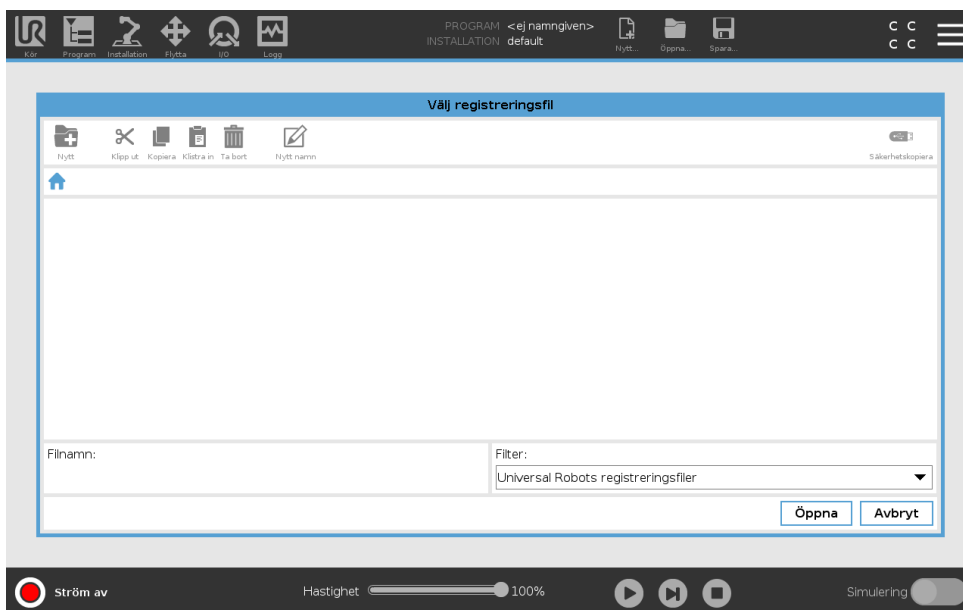 PROGRAM <ej namngiven>
INSTALLATION default
C C
C C
Kör Program Installation Flytta I/O Logg Nytt... Öppna... Spara...
Välj registreringsfil
Nytt Klipp ut Kopiera Klistra in Ta bort Nytt namn Säkerhetskopiera
Filnamn:
Filter:
Universal Robots registreringsfiler
Öppna Avbryt
Ström av Hastighet 100% Simulering